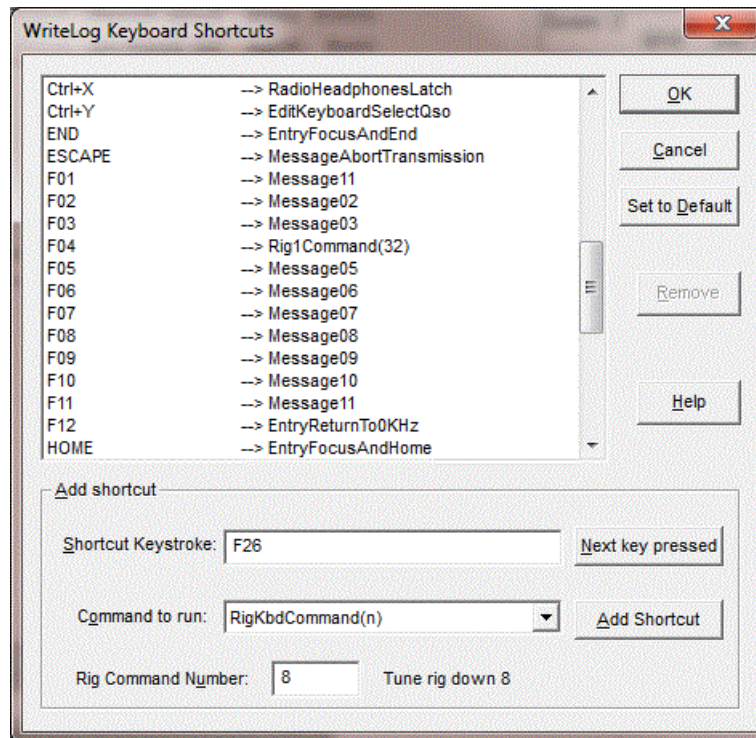 WriteLog Keyboard Shortcuts
X
Ctrl+X --> RadioHeadphonesLatch
Ctrl+Y --> EditKeyboardSelectQso
END --> EntryFocusAndEnd
ESCAPE --> MessageAbortTransmission
F01 --> Message11
F02 --> Message02
F03 --> Message03
F04 --> Rig1Command(32)
F05 --> Message05
F06 --> Message06
F07 --> Message07
F08 --> Message08
F09 --> Message09
F10 --> Message10
F11 --> Message11
F12 --> EntryReturnTo0KHz
HOME --> EntryFocusAndHome
OK
Cancel
Set to Default
Remove
Help
Add shortcut
Shortcut Keystroke: F26 Next key pressed
Command to run: RigKbdCommand(n) Add Shortcut
Rig Command Number: 8 Tune rig down 8